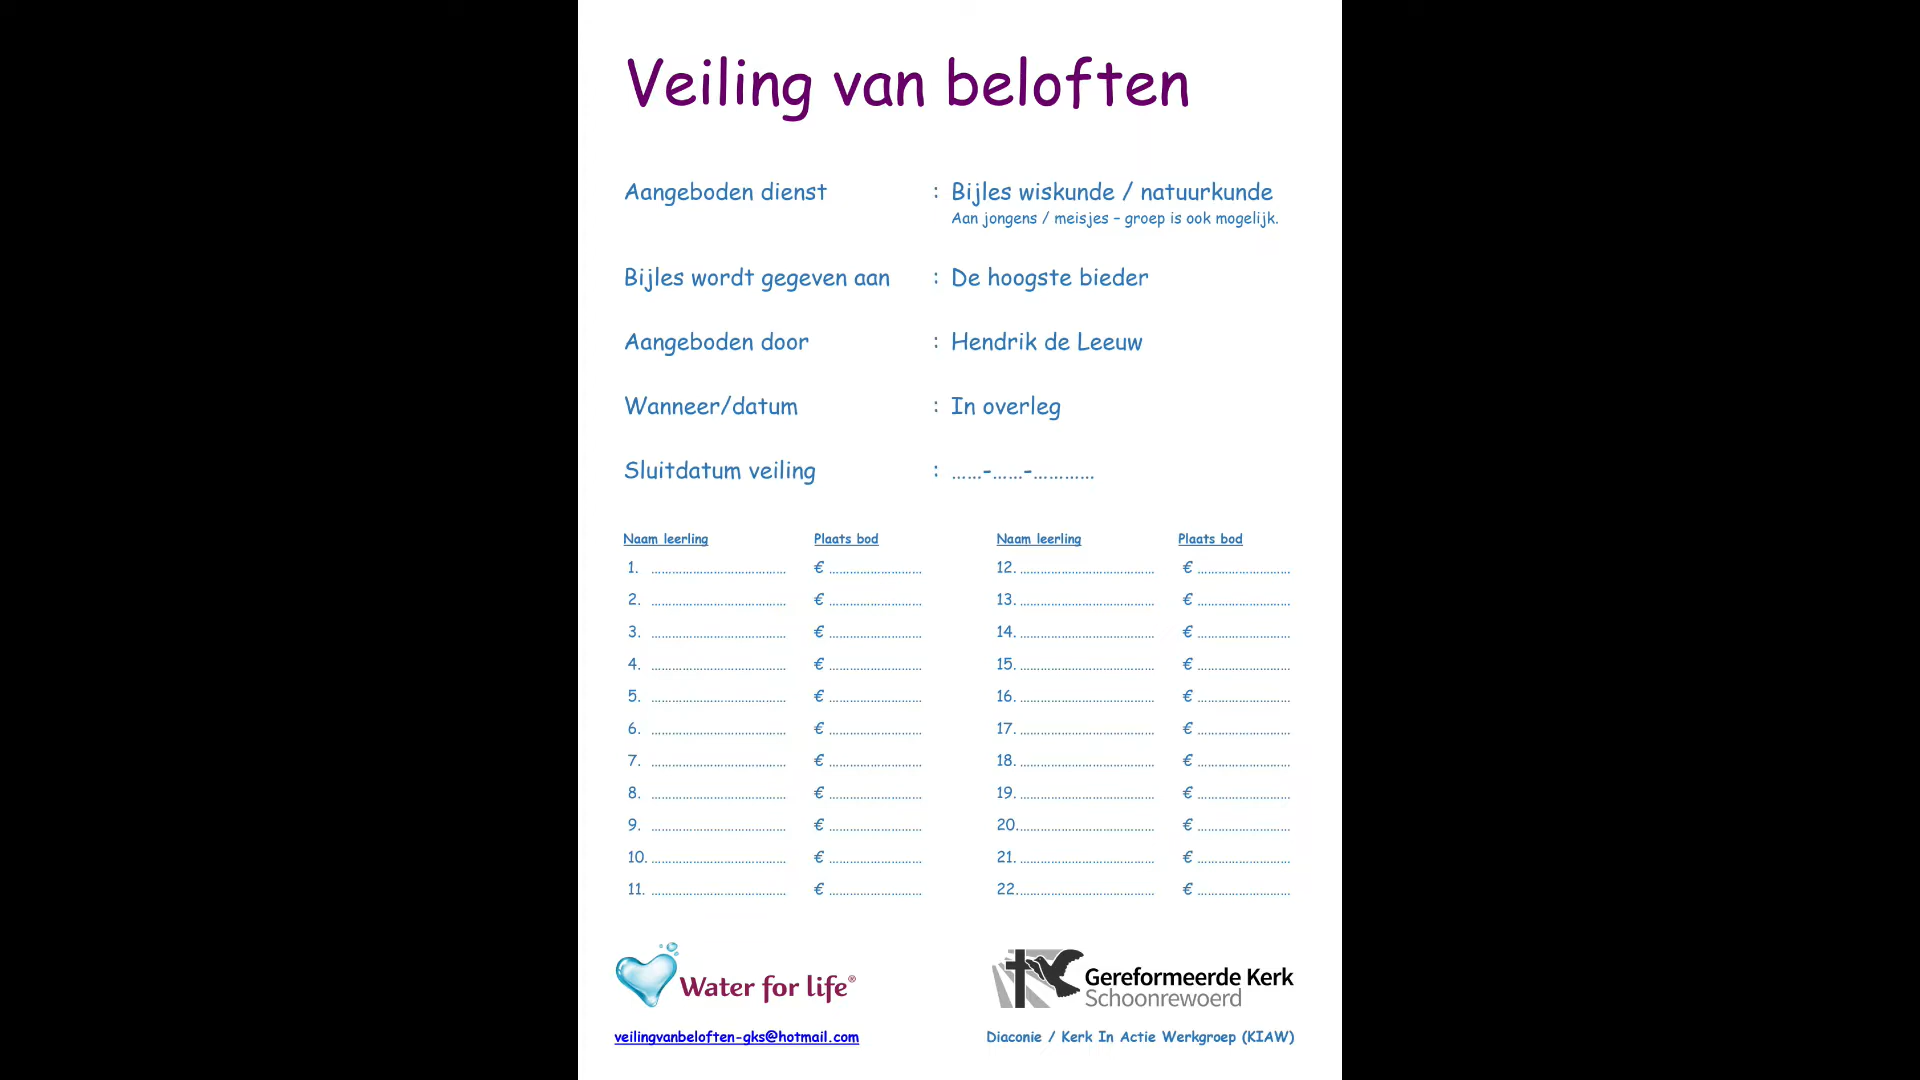 Veiling van beloften
Aangeboden dienst : Bijles wiskunde / natuurkunde
Aan jongens / meisjes – groep is ook mogelijk.
Bijles wordt gegeven aan : De hoogste bieder
Aangeboden door : Hendrik de Leeuw
Wanneer/datum : In overleg
Sluitdatum veiling : ……-……-…………
Naam leerling Plaats bod Naam leerling Plaats bod
1. ………………………………… € ……………………… 12. ………………………………… € ………………………
2. ………………………………… € ……………………… 13. ………………………………… € ………………………
3. ………………………………… € ……………………… 14. ………………………………… € ………………………
4. ………………………………… € ……………………… 15. ………………………………… € ………………………
5. ………………………………… € ……………………… 16. ………………………………… € ………………………
6. ………………………………… € ……………………… 17. ………………………………… € ………………………
7. ………………………………… € ……………………… 18. ………………………………… € ………………………
8. ………………………………… € ……………………… 19. ………………………………… € ………………………
9. ………………………………… € ……………………… 20.………………………………… € ………………………
10. ………………………………… € ……………………… 21. ………………………………… € ………………………
11. ………………………………… € ……………………… 22.………………………………… € ………………………
Water for life®
Gereformeerde Kerk
Schoonrewoerd
veilingvanbeloften-gks@hotmail.com Diaconie / Kerk In Actie Werkgroep (KIAW)